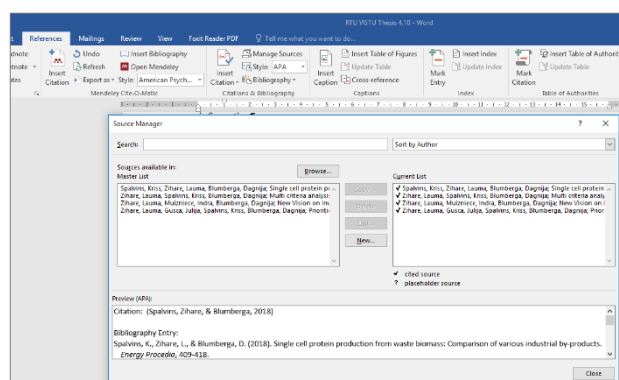 RTU VGTU Thesis 4.10 - Word
References Mailings Review View Foxit Reader PDF Tell me what you want to do...
Undo Insert Bibliography Manage Sources Insert Table of Figures Insert Index Insert Table of Authorit
Refresh Open Mendeley Style: APA Update Table Update Index Update Table
Export as Style: American Psych... Bibliography Cross-reference
Insert Citation
Insert Citation
Insert Caption
Mark Entry
Mark Citation
Mendeley Cite-O-Matic Citations & Bibliography Captions Index Table of Authorities
Source Manager ? ×
Search: Sort by Author
Sources available in:
Master List
Browse...
Current List
Spalvins, Kriss, Zihare, Lauma, Blumberga, Dagnija; Single cell protein p
Zihare, Lauma, Spalvins, Kriss, Blumberga, Dagnija; Multi criteria analysi
Zihare, Lauma, Muizniece, Indra, Blumberga, Dagnija; New Vision on In
Zihare, Lauma, Gusca, Julija, Spalvins, Kriss, Blumberga, Dagnija; Prioriti
Copy ->
Delete
Edit...
New...
✓ Spalvins, Kriss, Zihare, Lauma, Blumberga, Dagnija; Single cell protein
✓ Zihare, Lauma, Spalvins, Kriss, Blumberga, Dagnija; Multi criteria analy
✓ Zihare, Lauma, Muizniece, Indra, Blumberga, Dagnija; New Vision on I
✓ Zihare, Lauma, Gusca, Julija, Spalvins, Kriss, Blumberga, Dagnija; Prior
✓ cited source
? placeholder source
Preview (APA):
Citation: (Spalvins, Zihare, & Blumberga, 2018)
Bibliography Entry:
Spalvins, K., Zihare, L., & Blumberga, D. (2018). Single cell protein production from waste biomass: Comparison of various industrial by-products.
Energy Procedia, 409-418.
Close